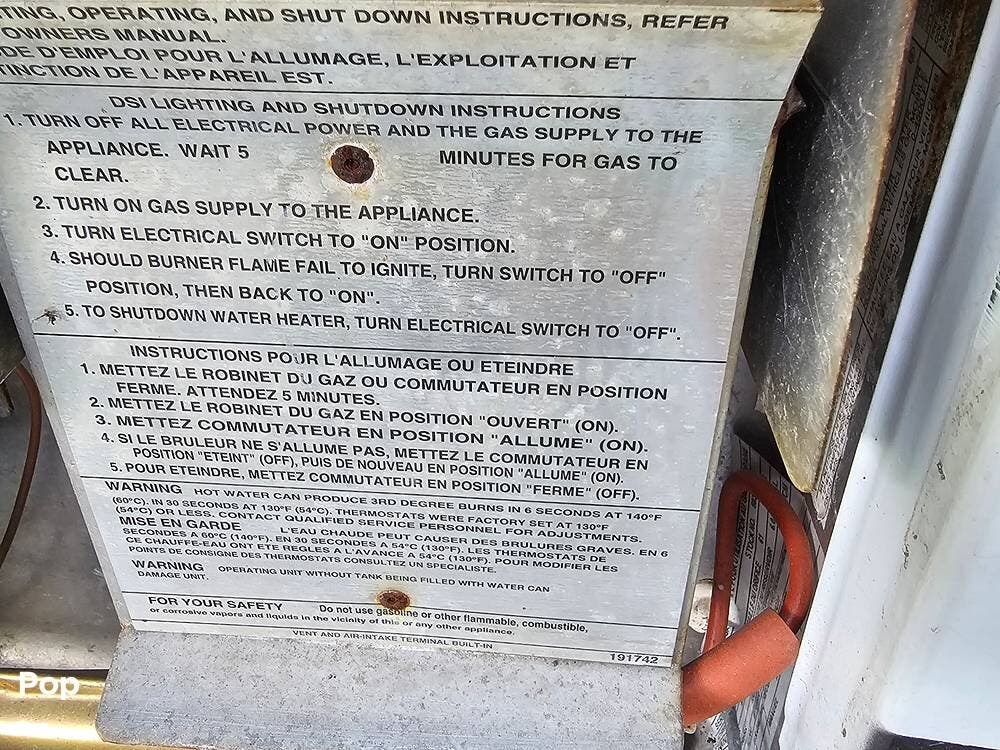 TING, OPERATING, AND SHUT DOWN INSTRUCTIONS, REFER
OWNERS MANUAL.
DE D'EMPLOI POUR L'ALLUMAGE, L'EXPLOITATION ET
TINCTION DE L'APPAREIL EST.
DSI LIGHTING AND SHUTDOWN INSTRUCTIONS
1. TURN OFF ALL ELECTRICAL POWER AND THE GAS SUPPLY TO THE
APPLIANCE. WAIT 5 MINUTES FOR GAS TO
CLEAR.
2. TURN ON GAS SUPPLY TO THE APPLIANCE.
3. TURN ELECTRICAL SWITCH TO "ON" POSITION.
4. SHOULD BURNER FLAME FAIL TO IGNITE, TURN SWITCH TO "OFF"
POSITION, THEN BACK TO "ON".
5. TO SHUTDOWN WATER HEATER, TURN ELECTRICAL SWITCH TO "OFF".
INSTRUCTIONS POUR L'ALLUMAGE OU ETEINDRE
1. METTEZ LE ROBINET DU GAZ OU COMMUTATEUR EN POSITION
FERME. ATTENDEZ 5 MINUTES.
2. METTEZ LE ROBINET DU GAZ EN POSITION "OUVERT" (ON).
3. METTEZ COMMUTATEUR EN POSITION "ALLUME" (ON).
4. SI LE BRULEUR NE S'ALLUME PAS, METTEZ LE COMMUTATEUR EN
POSITION "ETEINT" (OFF), PUIS DE NOUVEAU EN POSITION "ALLUME" (ON).
5. POUR ETEINDRE, METTEZ COMMUTATEUR EN POSITION "FERME" (OFF).
WARNING HOT WATER CAN PRODUCE 3RD DEGREE BURNS IN 6 SECONDS AT 140°F
(60°C). IN 30 SECONDS AT 130°F (54°C). THERMOSTATS WERE FACTORY SET AT 130°F
(54°C) OR LESS. CONTACT QUALIFIED SERVICE PERSONNEL FOR ADJUSTMENTS.
MISE EN GARDE L'EAU CHAUDE PEUT CAUSER DES BRULURES GRAVES. EN 6
SECONDES A 60°C (140°F). EN 30 SECONDES A 54°C (130°F). LES THERMOSTATS DE
CE CHAUFFE-EAU ONT ETE REGLES A L'AVANCE A 54°C (130°F). POUR MODIFIER LES
POINTS DE CONSIGNE DES THERMOSTATS CONSULTEZ UN SPECIALISTE.
WARNING OPERATING UNIT WITHOUT TANK BEING FILLED WITH WATER CAN
DAMAGE UNIT.
FOR YOUR SAFETY Do not use gasoline or other flammable, combustible,
or corrosive vapors and liquids in the vicinity of this or any other appliance.
VENT AND AIR-INTAKE TERMINAL BUILT-IN
191742
Pop